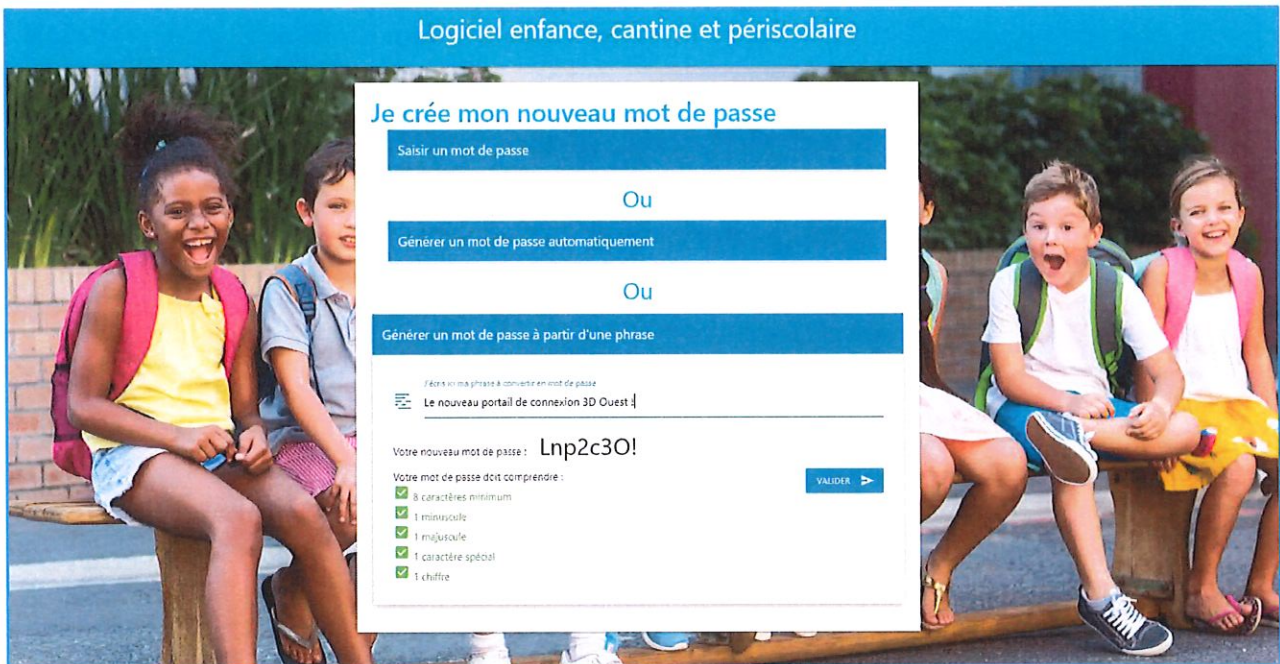 Logiciel enfance, cantine et périscolaire
Je crée mon nouveau mot de passe
Saisir un mot de passe
Ou
Générer un mot de passe automatiquement
Ou
Générer un mot de passe à partir d'une phrase
J'écris ici ma phrase à convertir en mot de passe
Le nouveau portail de connexion 3D Ouest !
Votre nouveau mot de passe : Lnp2c3O!
Votre mot de passe doit comprendre :
VALIDER
8 caractères minimum
1 minuscule
1 majuscule
1 caractère spécial
1 chiffre